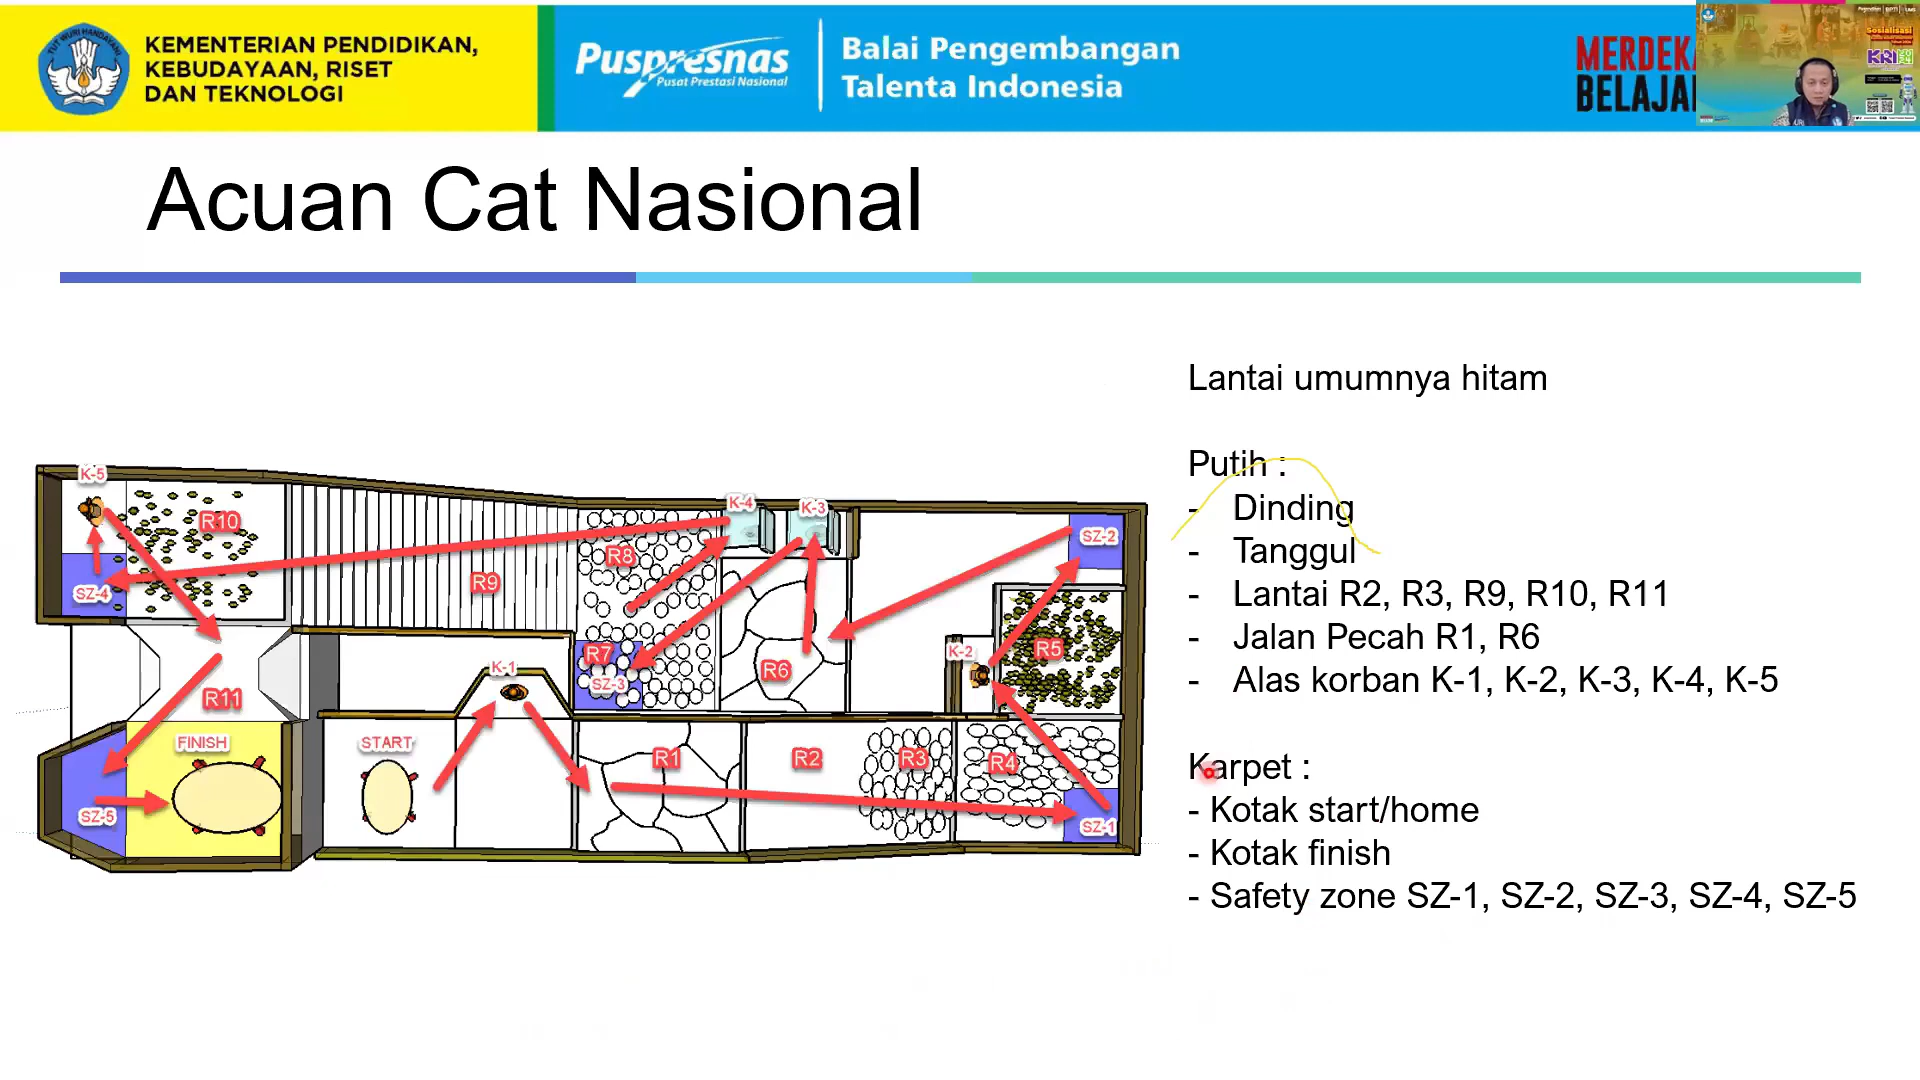 KEMENTERIAN PENDIDIKAN,
KEBUDAYAAN, RISET
DAN TEKNOLOGI
Puspresnas
Pusat Prestasi Nasional
Balai Pengembangan
Talenta Indonesia
MERDEKA
BELAJA
Sosialisasi
KRI
Acuan Cat Nasional
Lantai umumnya hitam
Putih :
- Dinding
- Tanggul
- Lantai R2, R3, R9, R10, R11
- Jalan Pecah R1, R6
- Alas korban K-1, K-2, K-3, K-4, K-5
Karpet :
- Kotak start/home
- Kotak finish
- Safety zone SZ-1, SZ-2, SZ-3, SZ-4, SZ-5
K-5
R10
SZ-4
R9
R8
K-4
K-3
SZ-2
R7
SZ-3
R6
K-2
R5
K-1
R11
FINISH
SZ-5
START
R1
R2
R3
R4
SZ-1